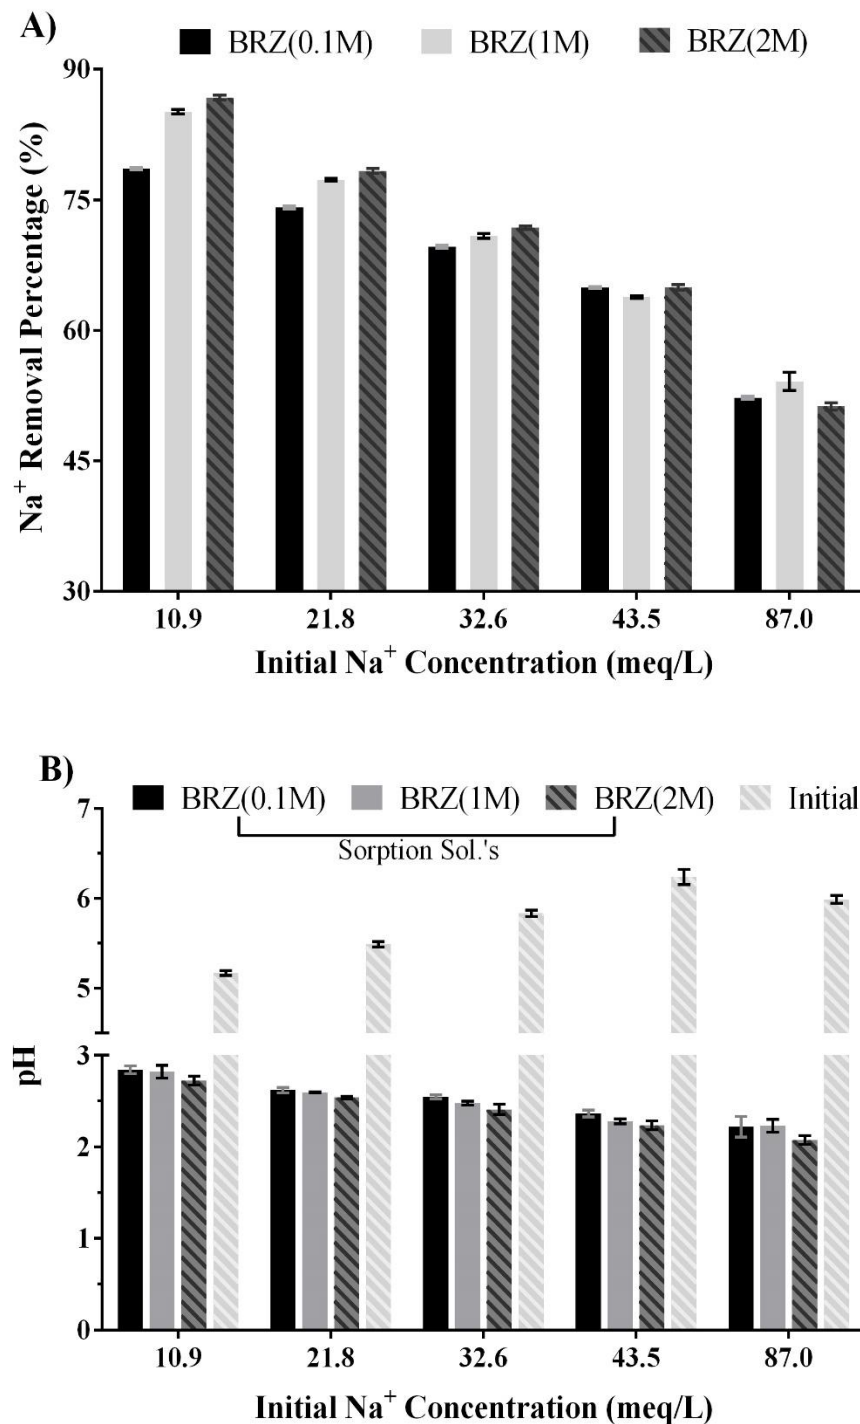 A)
BRZ(0.1M) BRZ(1M) BRZ(2M)
Na⁺ Removal Percentage (%)
90
75
60
45
30
10.9 21.8 32.6 43.5 87.0
Initial Na⁺ Concentration (meq/L)
B)
BRZ(0.1M) BRZ(1M) BRZ(2M) Initial
Sorption Sol.'s
pH
7
6
5
3
2
1
0
10.9 21.8 32.6 43.5 87.0
Initial Na⁺ Concentration (meq/L)